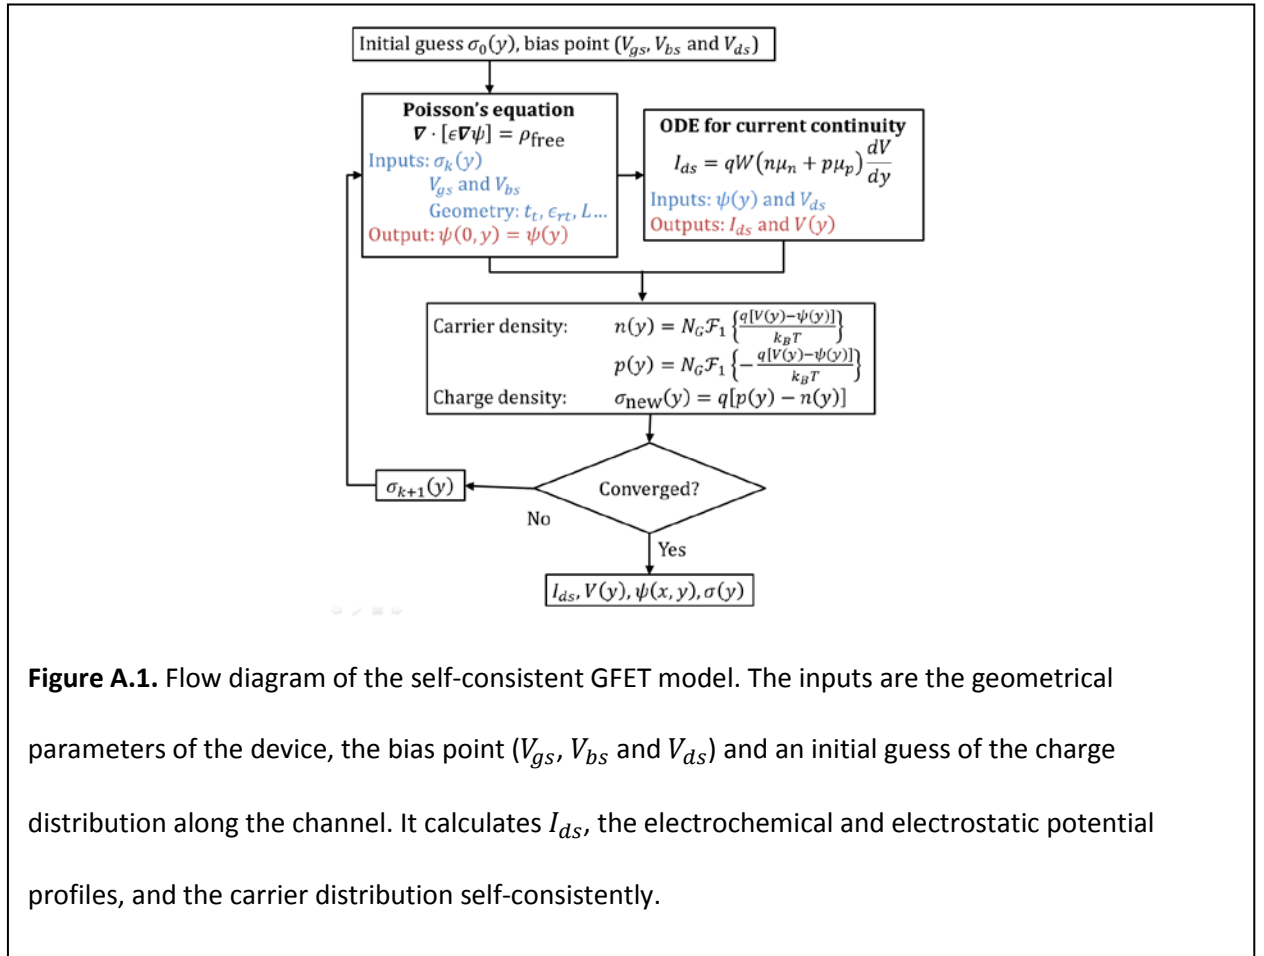 Initial guess σ₀(y), bias point (V_gs, V_bs and V_ds)
Poisson's equation
∇ · [ϵ∇ψ] = ρ_free
Inputs: σ_k(y)
V_gs and V_bs
Geometry: t_t, ϵ_rt, L...
Output: ψ(0, y) = ψ(y)
ODE for current continuity
I_ds = qW(nμ_n + pμ_p) dV/dy
Inputs: ψ(y) and V_ds
Outputs: I_ds and V(y)
Carrier density: n(y) = N_G ℱ₁ {q[V(y)−ψ(y)] / k_BT}
p(y) = N_G ℱ₁ {− q[V(y)−ψ(y)] / k_BT}
Charge density: σ_new(y) = q[p(y) − n(y)]
Converged?
σ_{k+1}(y)
No
Yes
I_ds, V(y), ψ(x, y), σ(y)
Figure A.1. Flow diagram of the self-consistent GFET model. The inputs are the geometrical
parameters of the device, the bias point (V_gs, V_bs and V_ds) and an initial guess of the charge
distribution along the channel. It calculates I_ds, the electrochemical and electrostatic potential
profiles, and the carrier distribution self-consistently.